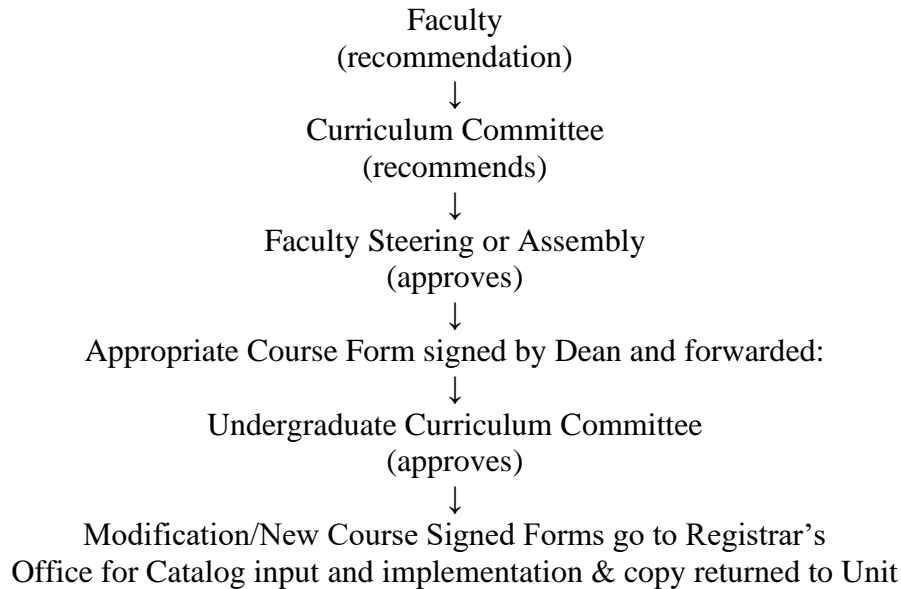 Faculty
(recommendation)
↓
Curriculum Committee
(recommends)
↓
Faculty Steering or Assembly
(approves)
↓
Appropriate Course Form signed by Dean and forwarded:
↓
Undergraduate Curriculum Committee
(approves)
↓
Modification/New Course Signed Forms go to Registrar’s
Office for Catalog input and implementation & copy returned to Unit